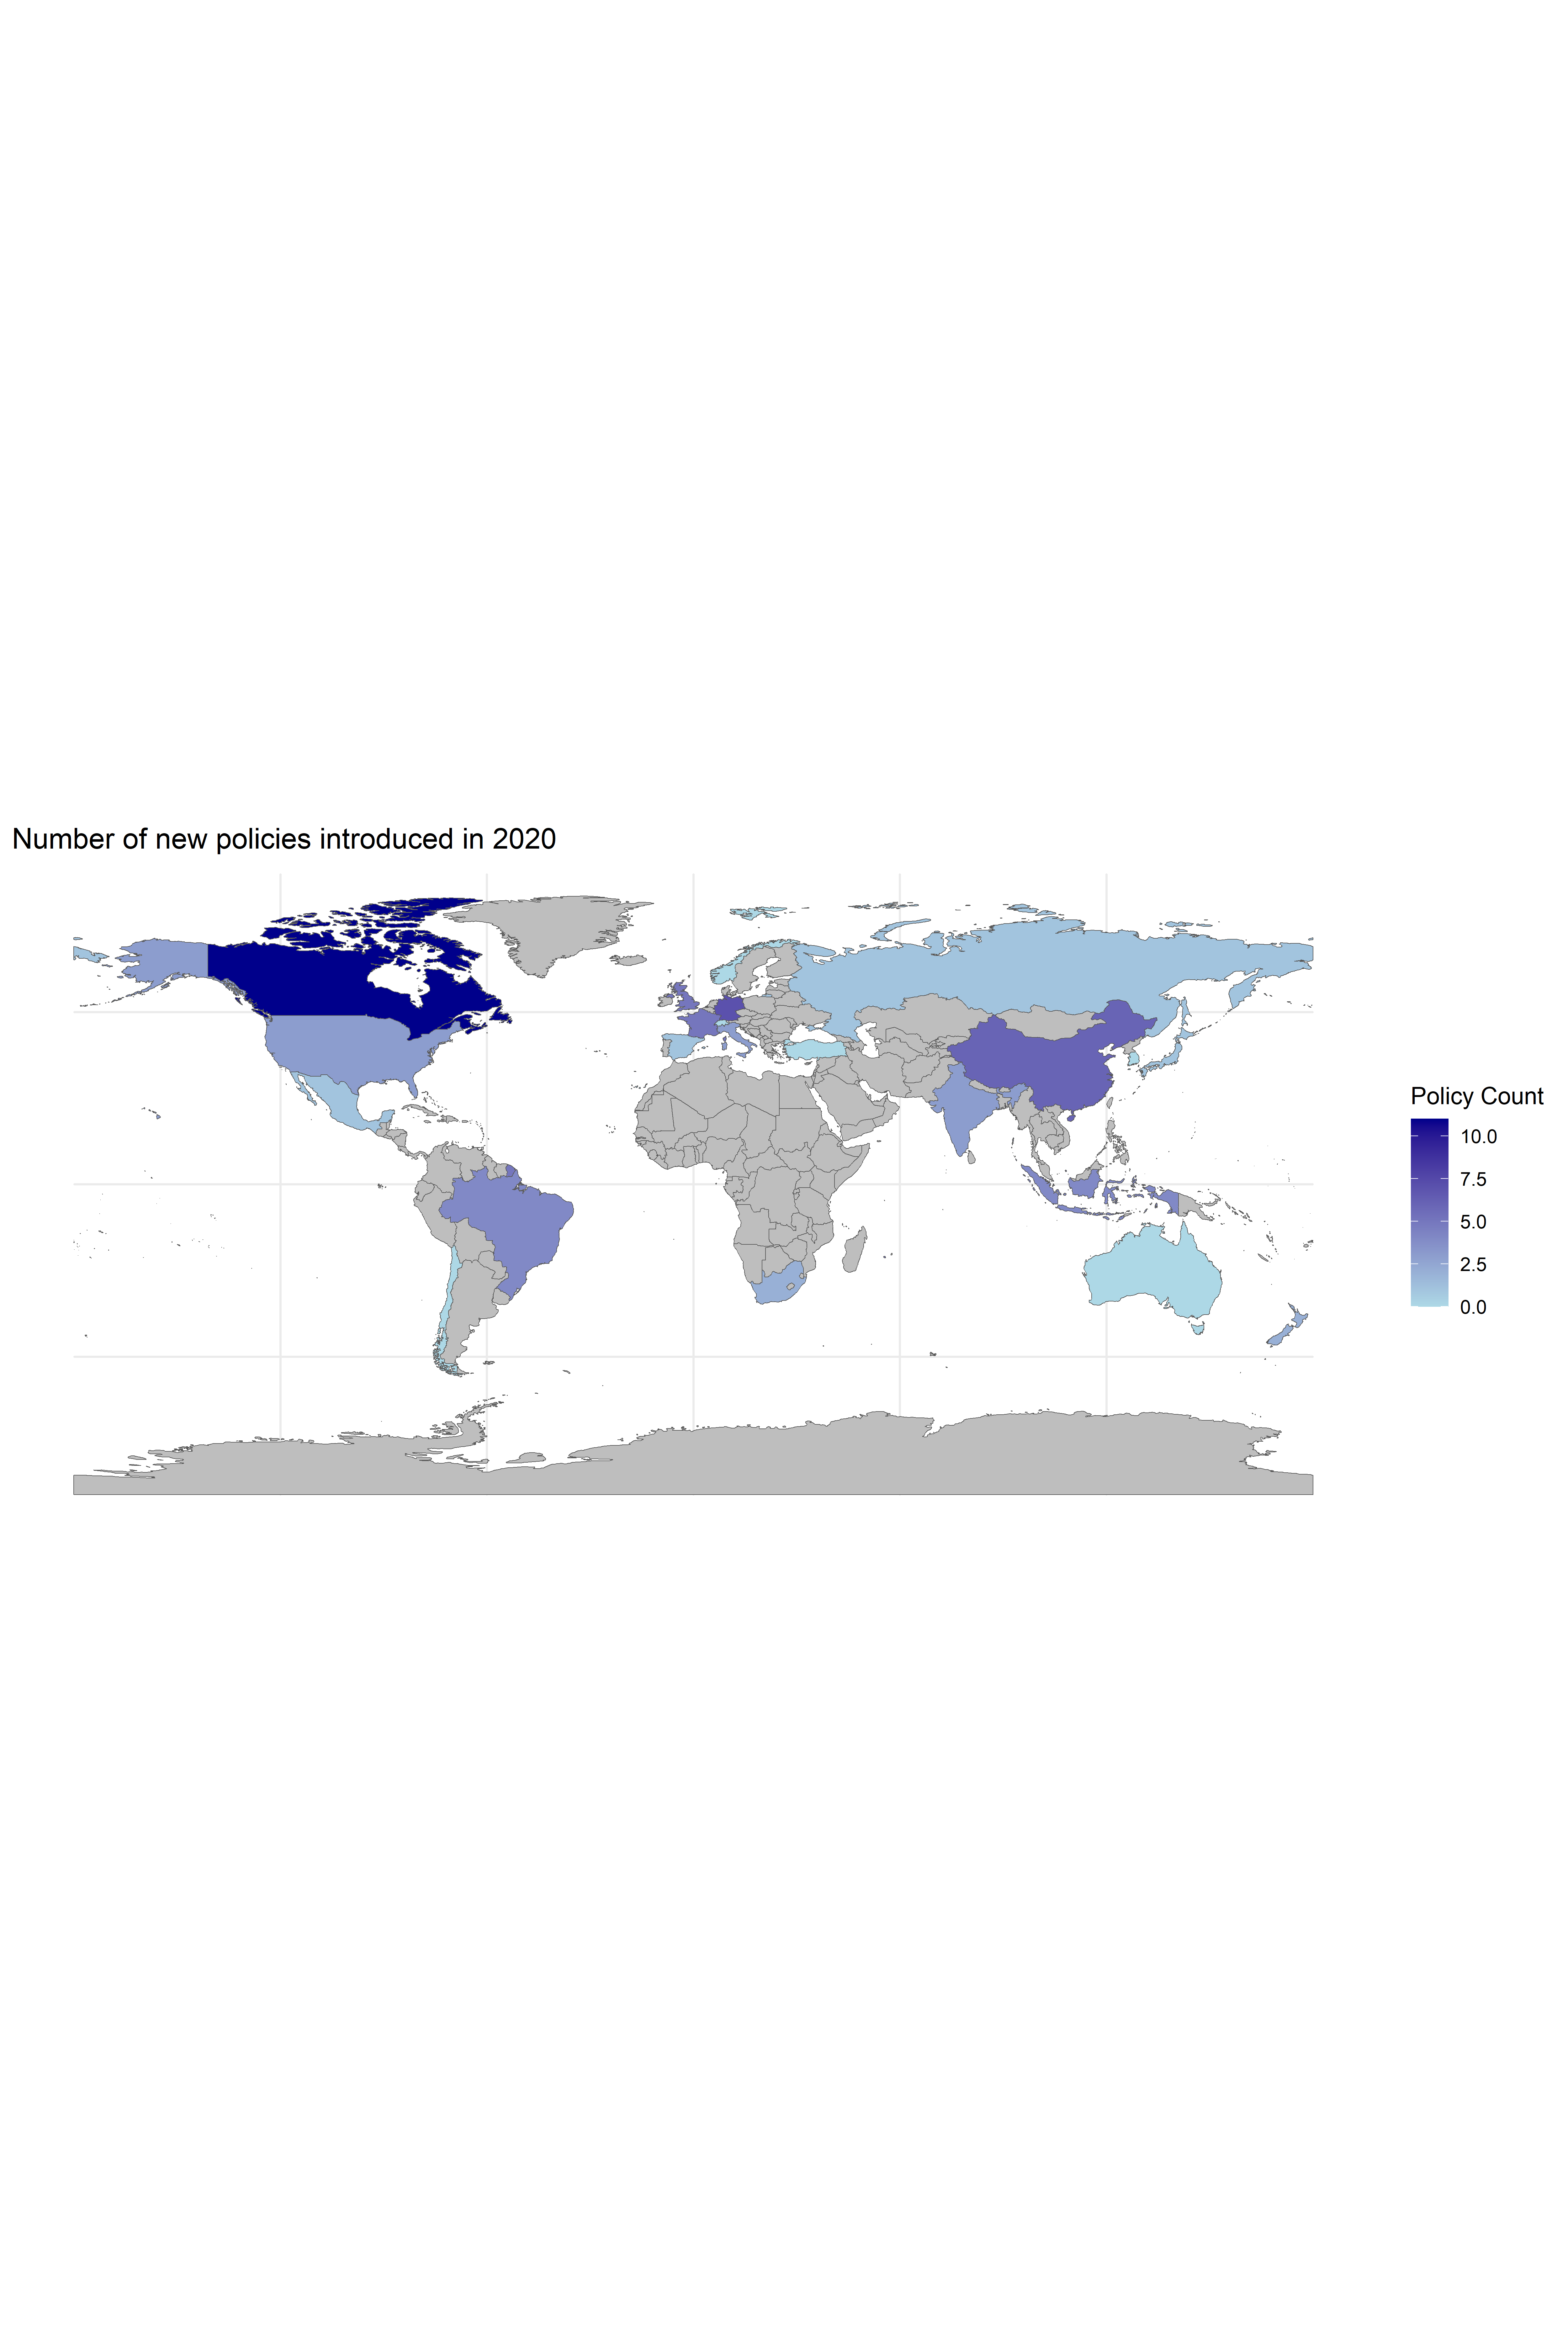 Number of new policies introduced in 2020
Policy Count
10.0
7.5
5.0
2.5
0.0